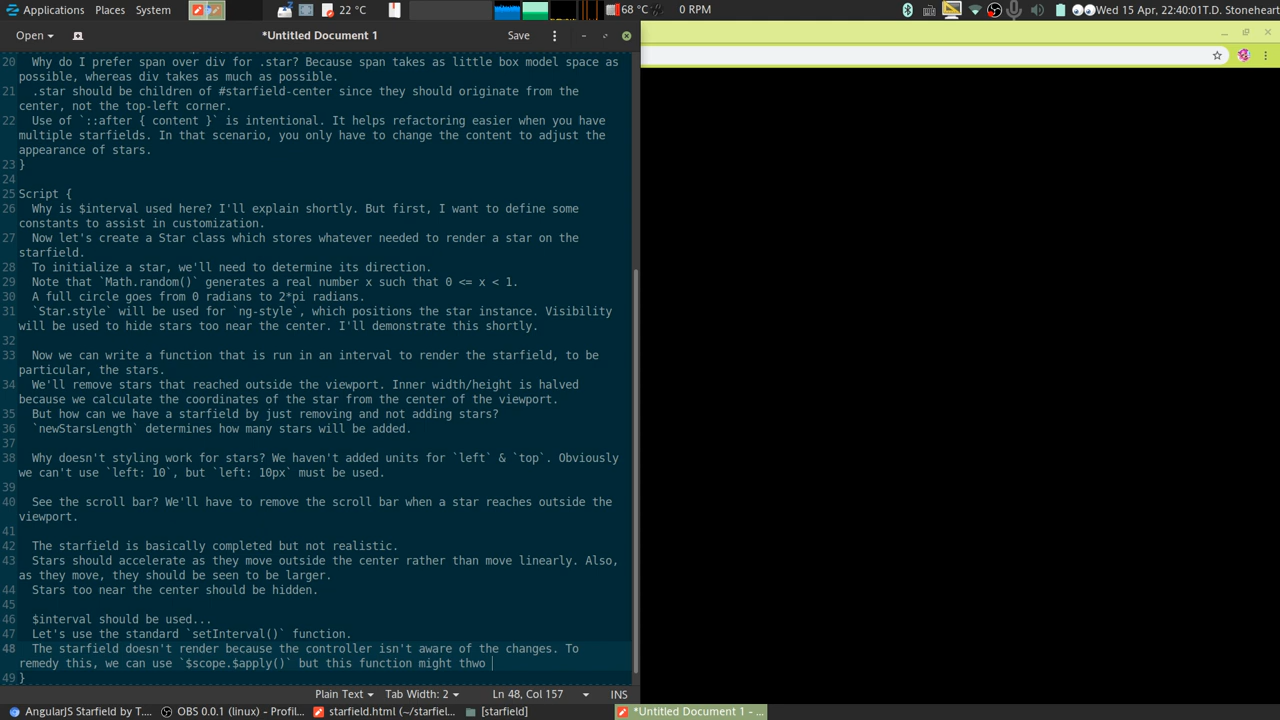 Applications Places System 22 °C 68 °C 0 RPM Wed 15 Apr, 22:40:01 T.D. Stoneheart
Open *Untitled Document 1 Save
20 Why do I prefer span over div for .star? Because span takes as little box model space as
possible, whereas div takes as much as possible.
21 .star should be children of #starfield-center since they should originate from the
center, not the top-left corner.
22 Use of `::after { content }` is intentional. It helps refactoring easier when you have
multiple starfields. In that scenario, you only have to change the content to adjust the
appearance of stars.
23 }
24
25 Script {
26 Why is $interval used here? I'll explain shortly. But first, I want to define some
constants to assist in customization.
27 Now let's create a Star class which stores whatever needed to render a star on the
starfield.
28 To initialize a star, we'll need to determine its direction.
29 Note that `Math.random()` generates a real number x such that 0 <= x < 1.
30 A full circle goes from 0 radians to 2*pi radians.
31 `Star.style` will be used for `ng-style`, which positions the star instance. Visibility
will be used to hide stars too near the center. I'll demonstrate this shortly.
32
33 Now we can write a function that is run in an interval to render the starfield, to be
particular, the stars.
34 We'll remove stars that reached outside the viewport. Inner width/height is halved
because we calculate the coordinates of the star from the center of the viewport.
35 But how can we have a starfield by just removing and not adding stars?
36 `newStarsLength` determines how many stars will be added.
37
38 Why doesn't styling work for stars? We haven't added units for `left` & `top`. Obviously
we can't use `left: 10`, but `left: 10px` must be used.
39
40 See the scroll bar? We'll have to remove the scroll bar when a star reaches outside the
viewport.
41
42 The starfield is basically completed but not realistic.
43 Stars should accelerate as they move outside the center rather than move linearly. Also,
as they move, they should be seen to be larger.
44 Stars too near the center should be hidden.
45
46 $interval should be used...
47 Let's use the standard `setInterval()` function.
48 The starfield doesn't render because the controller isn't aware of the changes. To
remedy this, we can use `$scope.$apply()` but this function might thwo
49 }
Plain Text Tab Width: 2 Ln 48, Col 157 INS
AngularJS Starfield by T.... OBS 0.0.1 (linux) - Profil... starfield.html (~/starfiel... [starfield] *Untitled Document 1 - ...